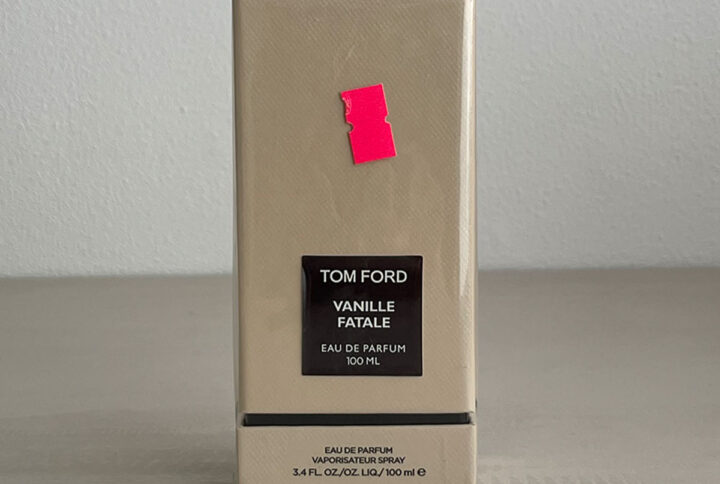 TOM FORD
VANILLE
FATALE
EAU DE PARFUM
100 ML
EAU DE PARFUM
VAPORISATEUR SPRAY
3.4 FL. OZ./OZ. LIQ./ 100 ml e